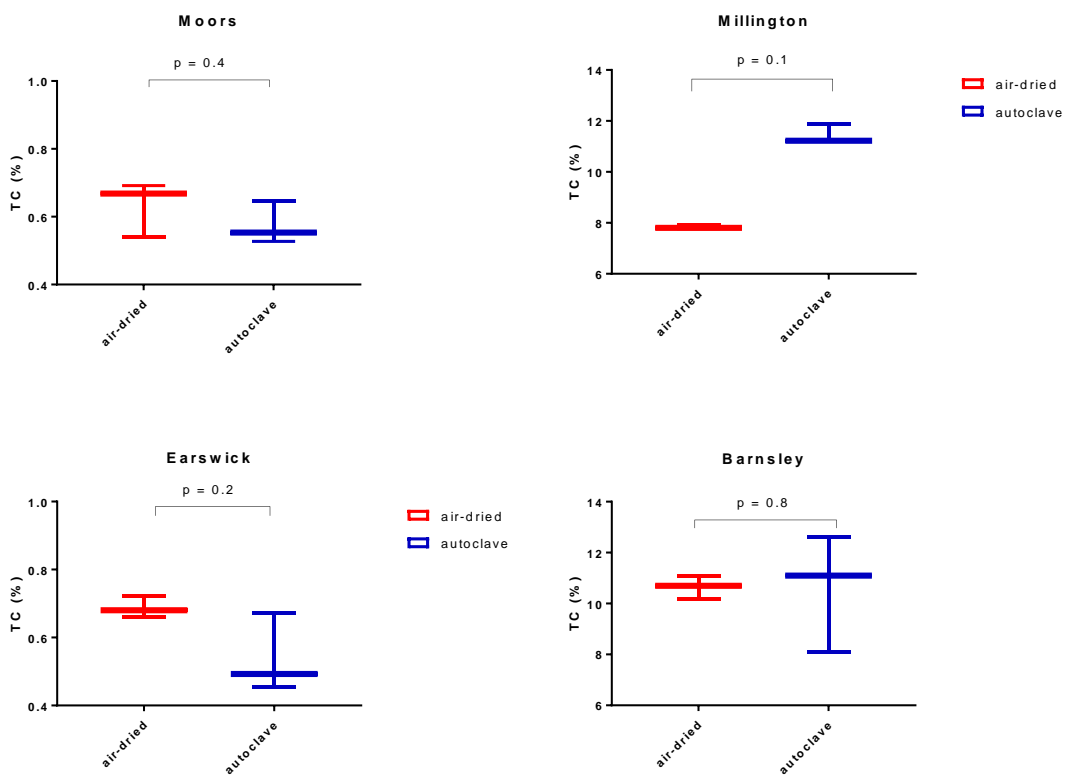 Moors
p = 0.4
TC (%)
1.0
0.8
0.6
0.4
air-dried
autoclave
Millington
p = 0.1
TC (%)
14
12
10
8
6
air-dried
autoclave
air-dried
autoclave
Earswick
p = 0.2
TC (%)
1.0
0.8
0.6
0.4
air-dried
autoclave
air-dried
autoclave
Barnsley
p = 0.8
TC (%)
14
12
10
8
6
air-dried
autoclave